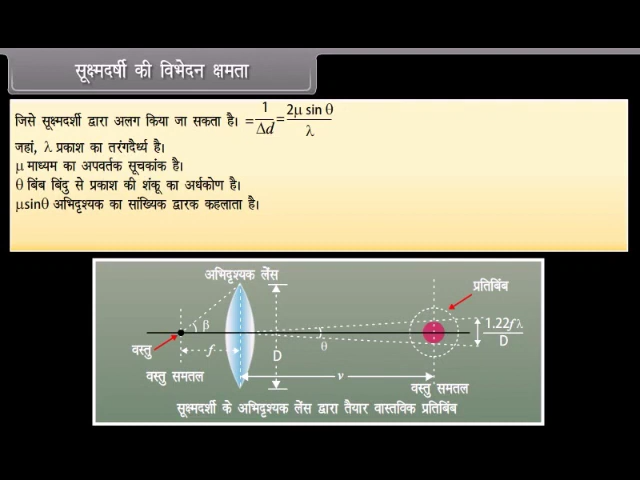 सूक्ष्मदर्षी की विभेदन क्षमता
जिसे सूक्ष्मदर्शी द्वारा अलग किया जा सकता है। = 1/Δd = 2μ sin θ/λ
जहां, λ प्रकाश का तरंगदैर्ध्य है।
μ माध्यम का अपवर्तक सूचकांक है।
θ बिंब बिंदु से प्रकाश की शंकू का अर्धकोण है।
μsinθ अभिदृश्यक का सांख्यिक द्वारक कहलाता है।
अभिदृश्यक लेंस
प्रतिबिंब
β
1.22fλ/D
θ
वस्तु
f
D
वस्तु समतल
v
वस्तु समतल
सूक्ष्मदर्शी के अभिदृश्यक लेंस द्वारा तैयार वास्तविक प्रतिबिंब